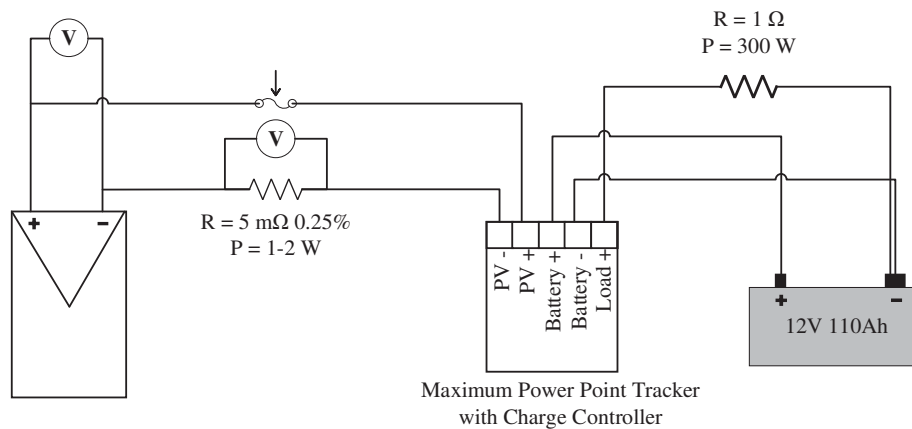 V
R = 1 Ω
P = 300 W
V
+
−
R = 5 mΩ 0.25%
P = 1-2 W
PV -
PV +
Battery +
Battery -
Load +
+
−
12V 110Ah
Maximum Power Point Tracker
with Charge Controller